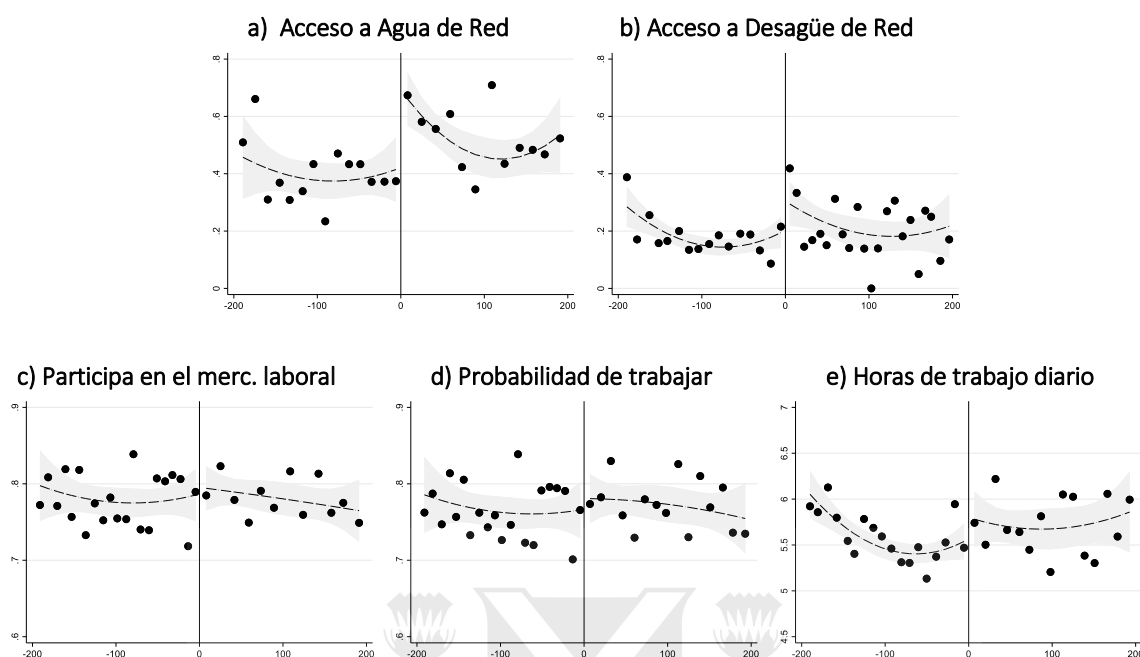 a) Acceso a Agua de Red
b) Acceso a Desagüe de Red
.8
.6
.4
.2
0
-200 -100 0 100 200
.8
.6
.4
.2
0
-200 -100 0 100 200
c) Participa en el merc. laboral
d) Probabilidad de trabajar
e) Horas de trabajo diario
.9
.8
.7
.6
-200 -100 0 100 200
.9
.8
.7
.6
-200 -100 0 100 200
7
6.5
6
5.5
5
4.5
-200 -100 0 100 200